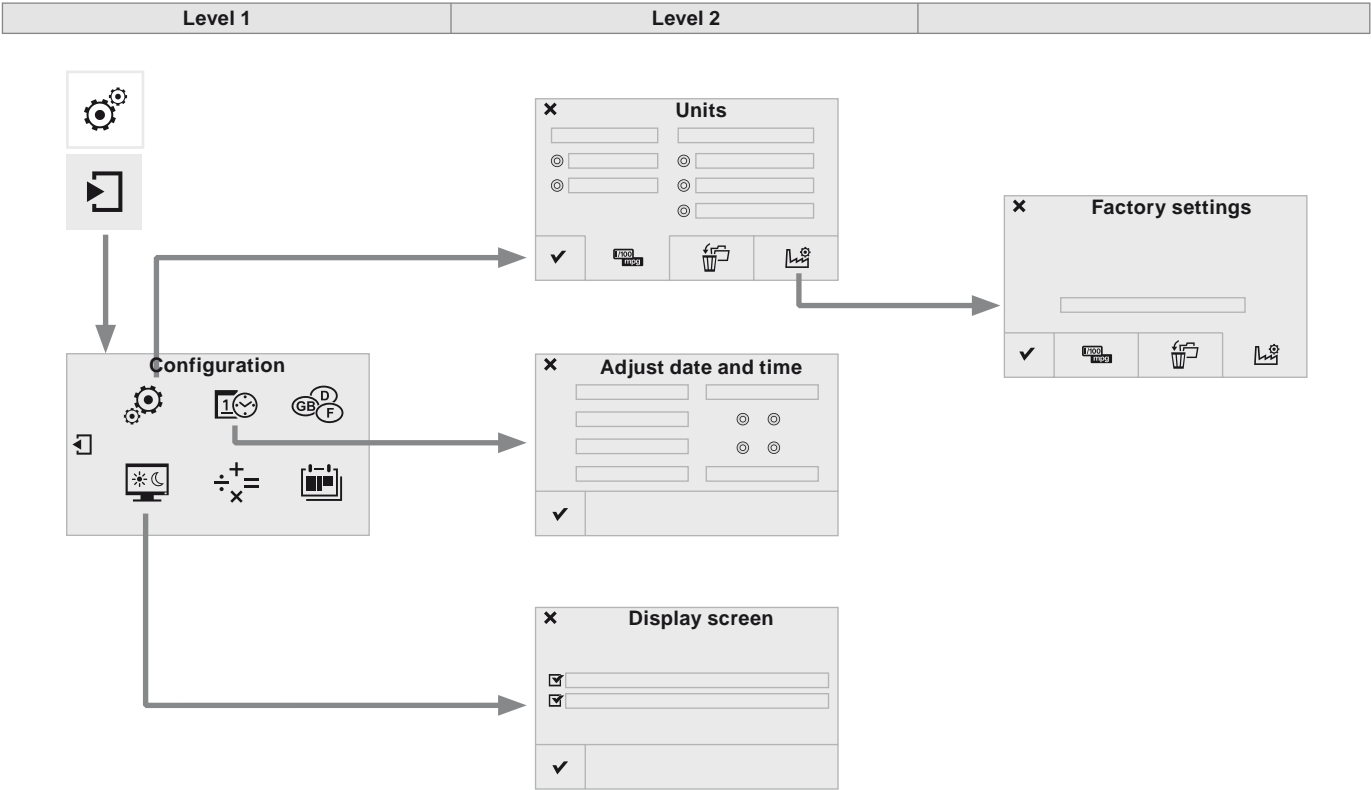 Level 1
Level 2
Units
l/100
mpg
Factory settings
l/100
mpg
Configuration
1
GB D F
Adjust date and time
Display screen